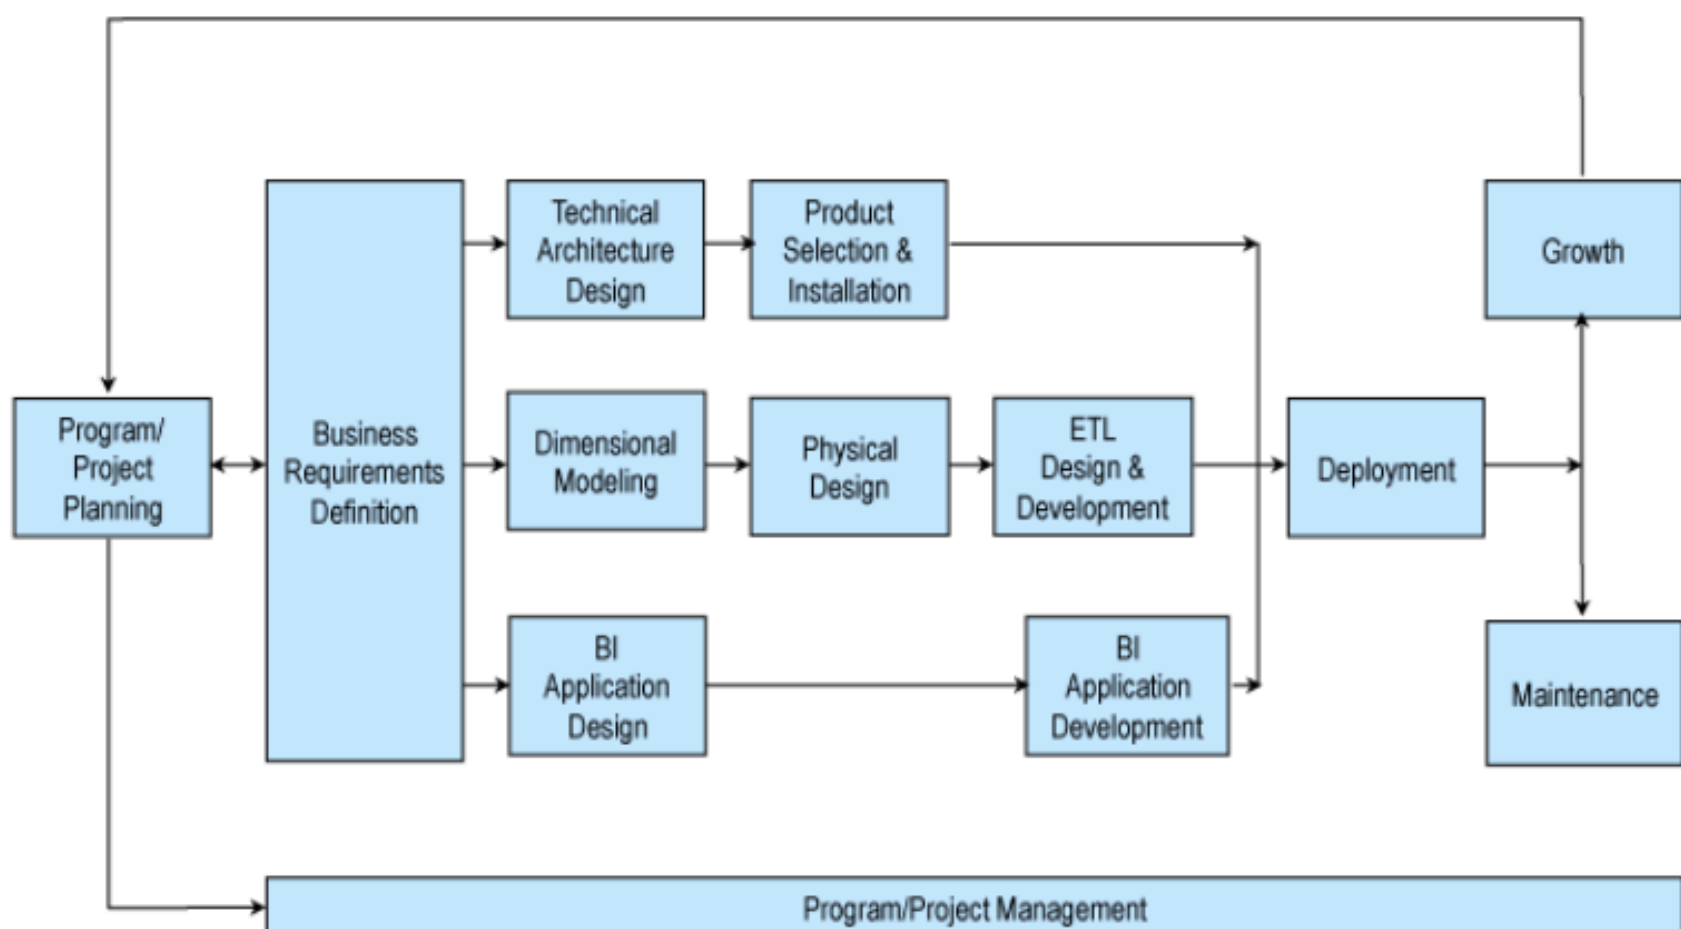 Program/
Project
Planning
Business
Requirements
Definition
Technical
Architecture
Design
Product
Selection &
Installation
Dimensional
Modeling
Physical
Design
ETL
Design &
Development
BI
Application
Design
BI
Application
Development
Deployment
Growth
Maintenance
Program/Project Management